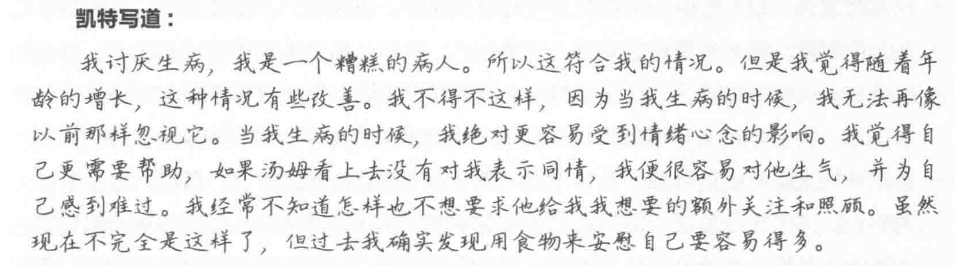 凯特写道：
我讨厌生病，我是一个糟糕的病人。所以这符合我的情况。但是我觉得随着年
龄的增长，这种情况有些改善。我不得不这样，因为当我生病的时候，我无法再像
以前那样忽视它。当我生病的时候，我绝对更容易受到情绪心念的影响。我觉得自
己更需要帮助，如果汤姆看上去没有对我表示同情，我便很容易对他生气，并为自
己感到难过。我经常不知道怎样也不想要求他给我我想要的额外关注和照顾。虽然
现在不完全是这样了，但过去我确实发现用食物来安慰自己要容易得多。